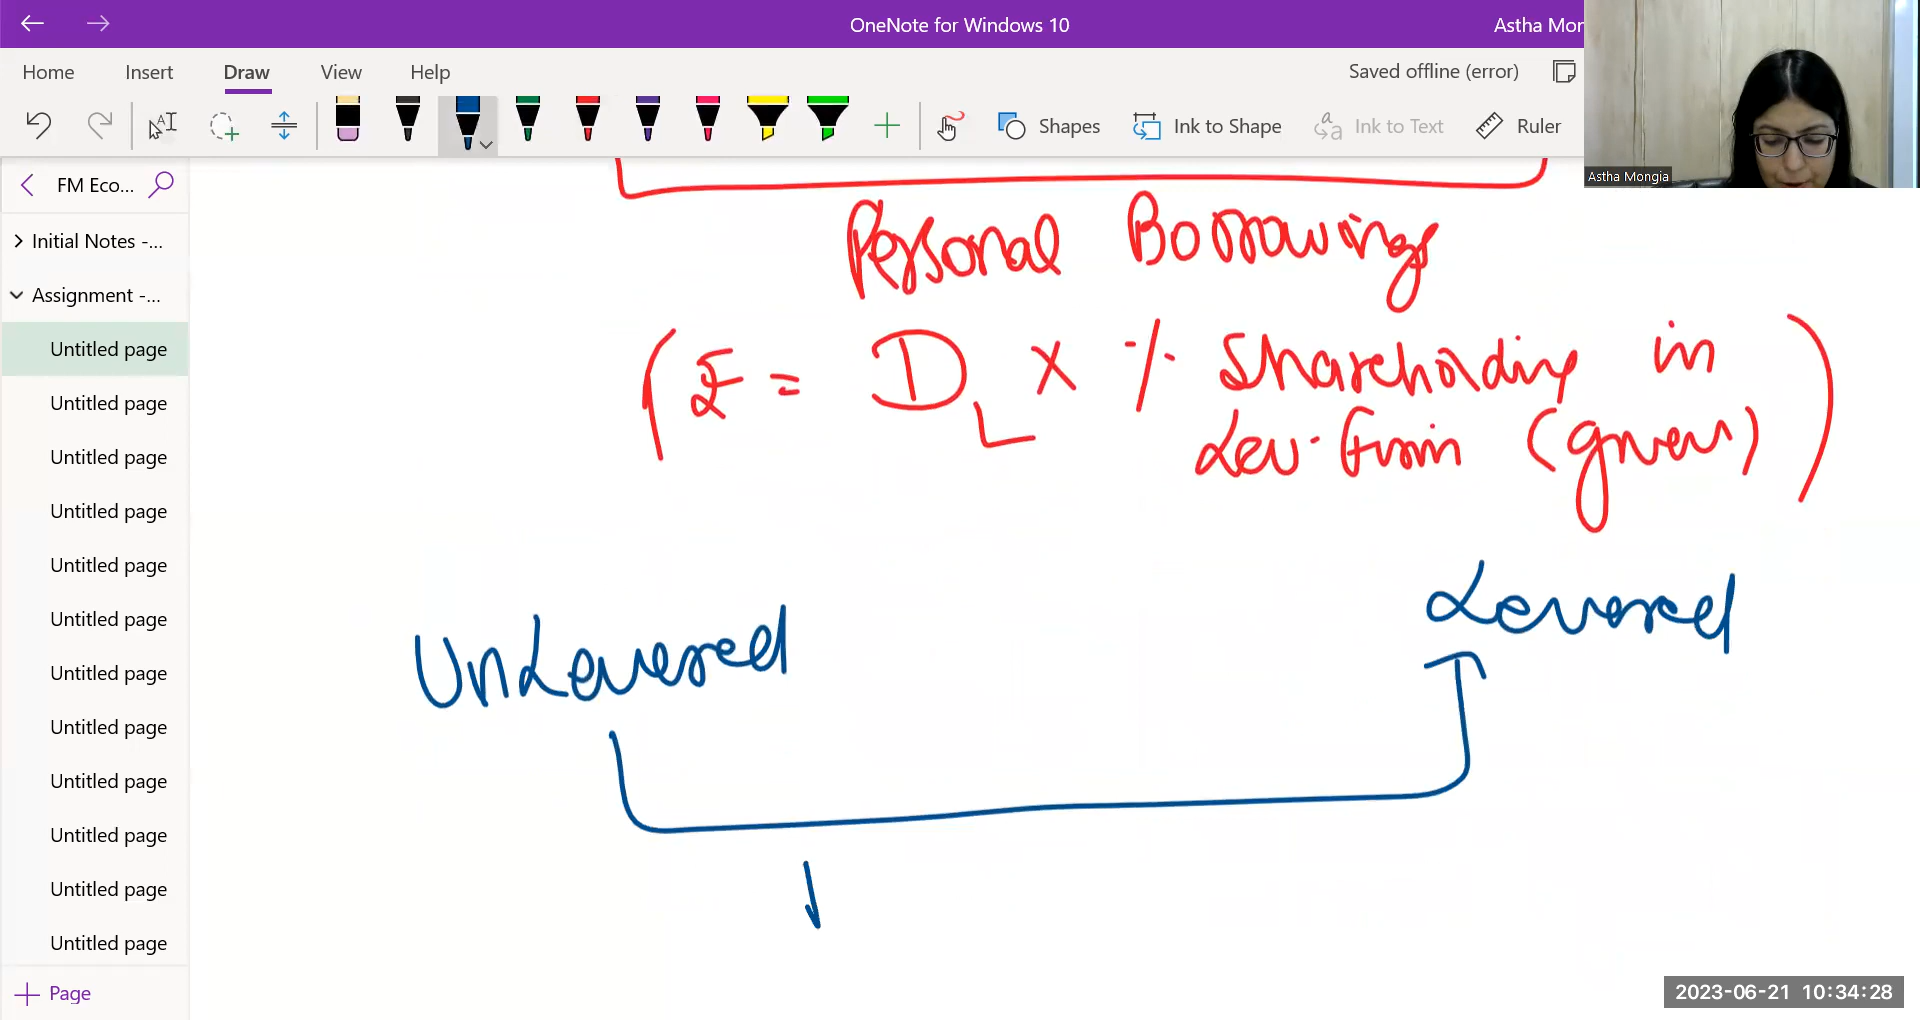 OneNote for Windows 10
Astha Mon
Home Insert Draw View Help
Saved offline (error)
Shapes Ink to Shape Ink to Text Ruler
Astha Mongia
FM Eco...
Initial Notes -...
Assignment -...
Untitled page
Untitled page
Untitled page
Untitled page
Untitled page
Untitled page
Untitled page
Untitled page
Untitled page
Untitled page
Untitled page
Untitled page
Page
Personal Borrowings
= D_L X % Shareholding in
Lev. Firm (given)
UnLevered
Levered
2023-06-21 10:34:28